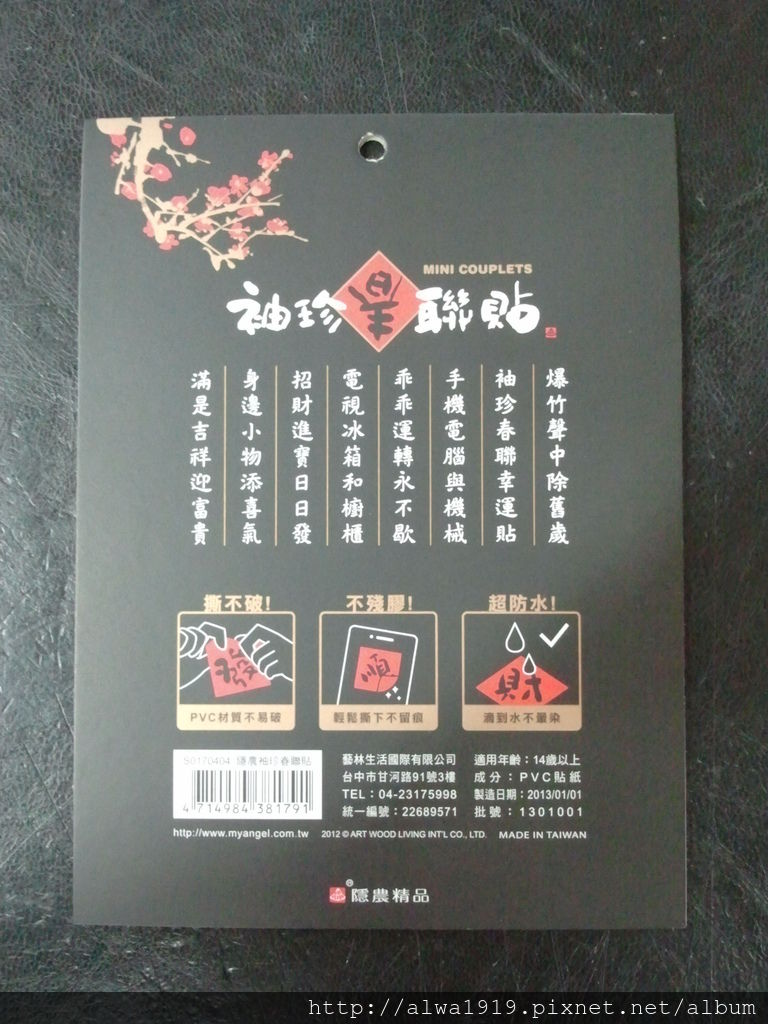 MINI COUPLETS
袖珍春聯貼
爆竹聲中除舊歲
袖珍春聯幸運貼
手機電腦與機械
乖乖運轉永不歇
電視冰箱和櫥櫃
招財進寶日日發
身邊小物添喜氣
滿是吉祥迎富貴
撕不破!
不殘膠!
超防水!
發
順
財
PVC材質不易破
輕鬆撕下不留痕
滴到水不暈染
S0170404 隱農袖珍春聯貼
4 714984 381791
藝林生活國際有限公司
台中市甘河路91號3樓
TEL：04-23175998
統一編號：22689571
適用年齡：14歲以上
成分：PVC貼紙
製造日期：2013/01/01
批號：1301001
http://www.myangel.com.tw
2012 © ART WOOD LIVING INT'L CO., LTD.
MADE IN TAIWAN
隱農精品
http://alwa1919.pixnet.net/album